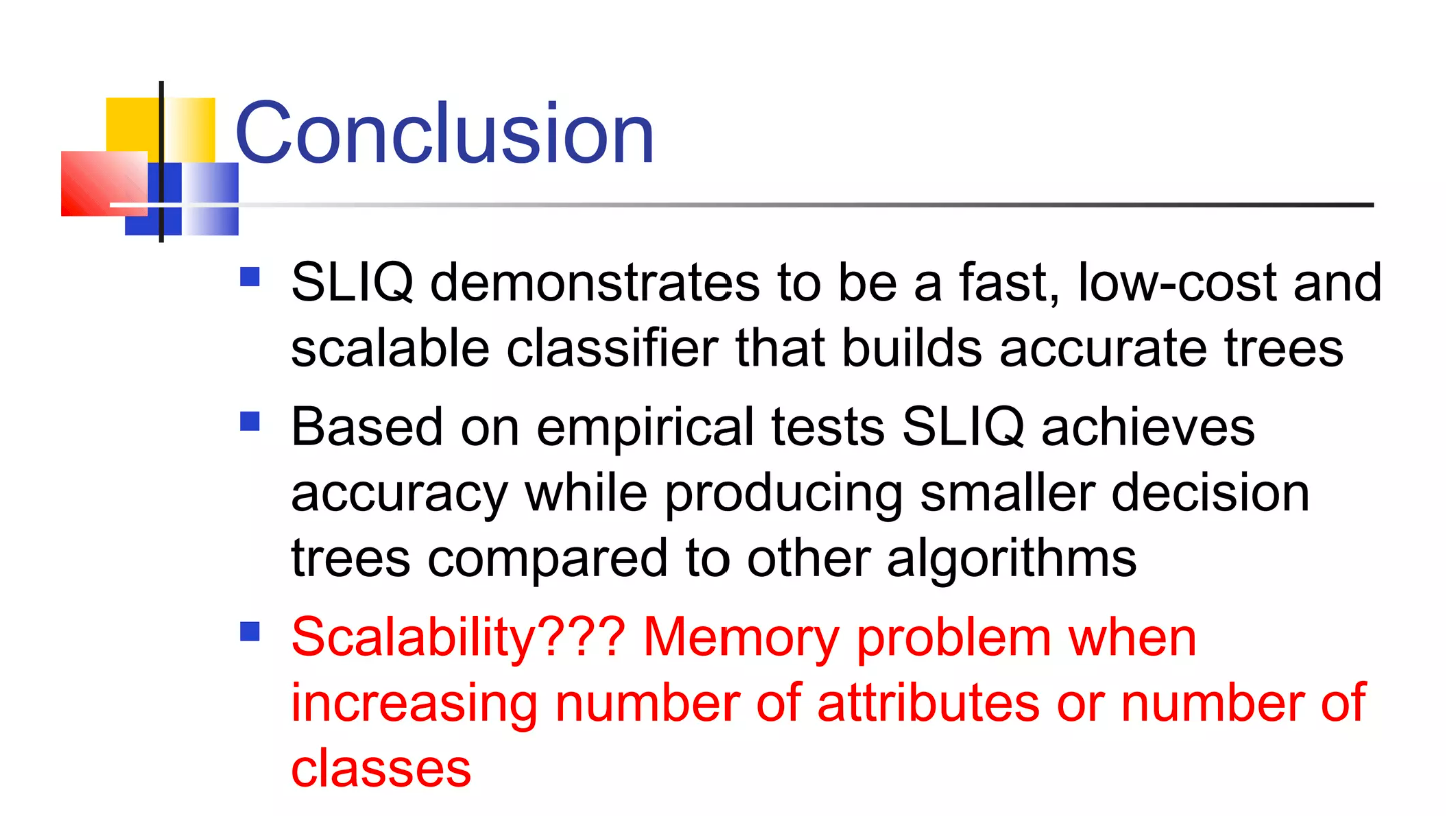 Conclusion
SLIQ demonstrates to be a fast, low-cost and
scalable classifier that builds accurate trees
Based on empirical tests SLIQ achieves
accuracy while producing smaller decision
trees compared to other algorithms
Scalability??? Memory problem when
increasing number of attributes or number of
classes